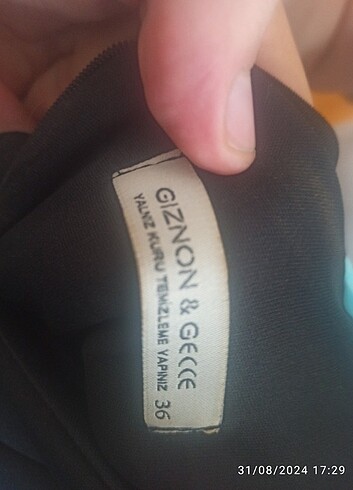 GIZNON & GECCE
YALNIZ KURU TEMİZLEME YAPINIZ 36
31/08/2024 17:29